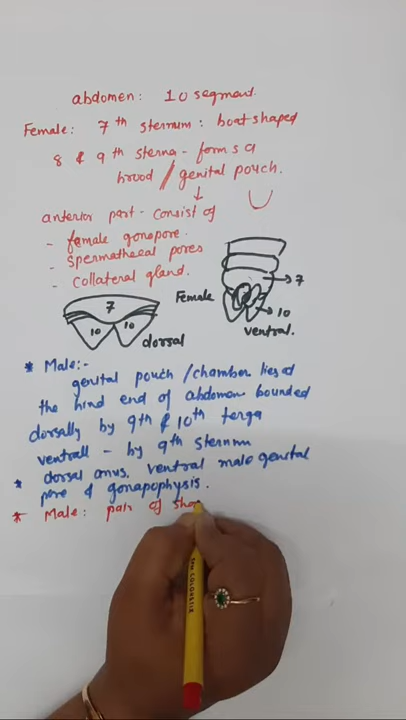 abdomen: 10 segment.
Female: 7th sternum: boat shaped
8 & 9th sterna - forms a
brood / genital pouch.
anterior part - consist of
- female gonopore.
- spermathecal pores
- collateral gland.
7
10 10
dorsal
Female
7
10
ventral.
* Male:-
genital pouch / chamber lies at
the hind end of abdomen bounded
dorsally by 9th & 10th terga
ventrall - by 9th sternum
* dorsal anus, ventral male genital
pore & gonapophysis.
* Male: pair of sho